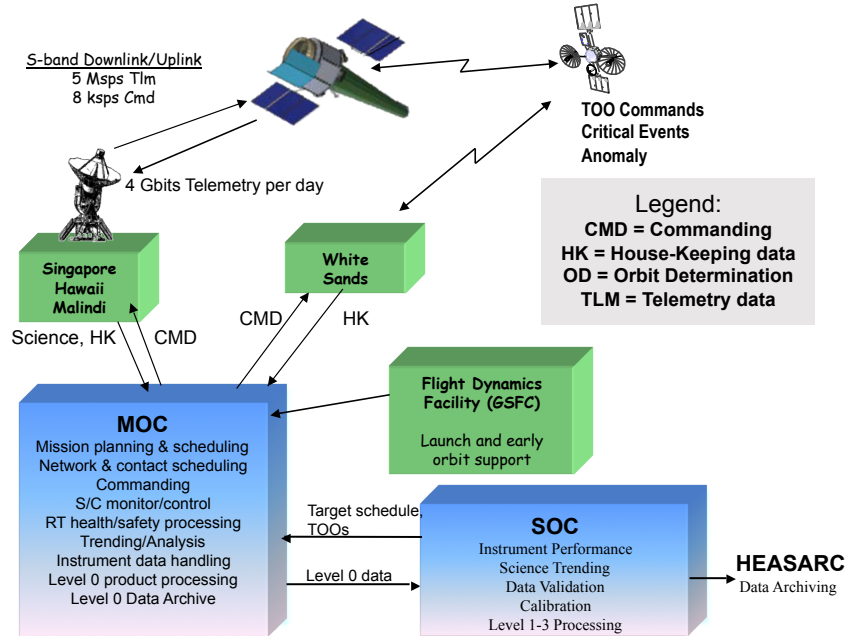 S-band Downlink/Uplink
5 Msps Tlm
8 ksps Cmd
TOO Commands
Critical Events
Anomaly
4 Gbits Telemetry per day
Legend:
CMD = Commanding
HK = House-Keeping data
OD = Orbit Determination
TLM = Telemetry data
Singapore
Hawaii
Malindi
White
Sands
Science, HK
CMD
CMD
HK
Flight Dynamics
Facility (GSFC)
Launch and early
orbit support
MOC
Mission planning & scheduling
Network & contact scheduling
Commanding
S/C monitor/control
RT health/safety processing
Trending/Analysis
Instrument data handling
Level 0 product processing
Level 0 Data Archive
Target schedule,
TOOs
Level 0 data
SOC
Instrument Performance
Science Trending
Data Validation
Calibration
Level 1-3 Processing
HEASARC
Data Archiving